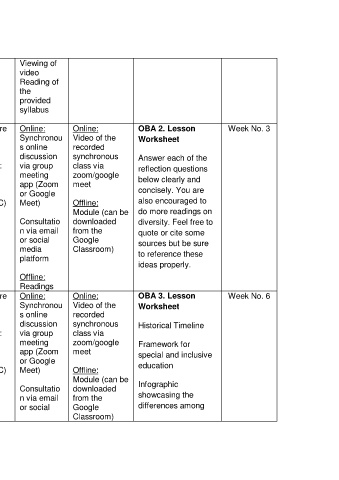 Viewing of
video
Reading of
the
provided
syllabus
re
:
C)
Online:
Synchronou
s online
discussion
via group
meeting
app (Zoom
or Google
Meet)
Consultatio
n via email
or social
media
platform
Offline:
Readings
Online:
Video of the
recorded
synchronous
class via
zoom/google
meet
Offline:
Module (can be
downloaded
from the
Google
Classroom)
OBA 2. Lesson
Worksheet
Answer each of the
reflection questions
below clearly and
concisely. You are
also encouraged to
do more readings on
diversity. Feel free to
quote or cite some
sources but be sure
to reference these
ideas properly.
Week No. 3
re
:
C)
Online:
Synchronou
s online
discussion
via group
meeting
app (Zoom
or Google
Meet)
Consultatio
n via email
or social
Online:
Video of the
recorded
synchronous
class via
zoom/google
meet
Offline:
Module (can be
downloaded
from the
Google
Classroom)
OBA 3. Lesson
Worksheet
Historical Timeline
Framework for
special and inclusive
education
Infographic
showcasing the
differences among
Week No. 6